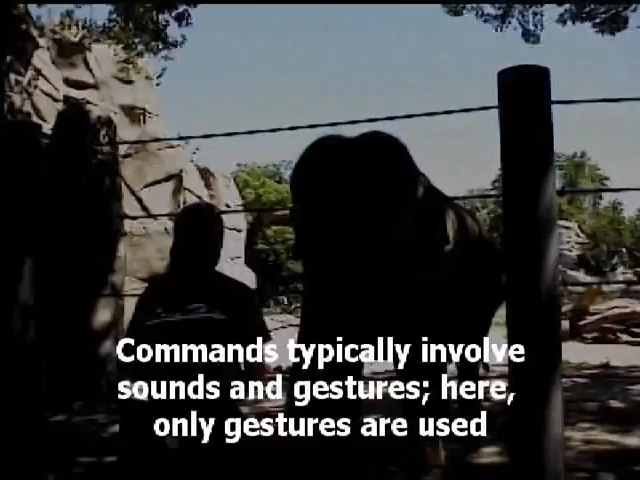 Commands typically involve
sounds and gestures; here,
only gestures are used